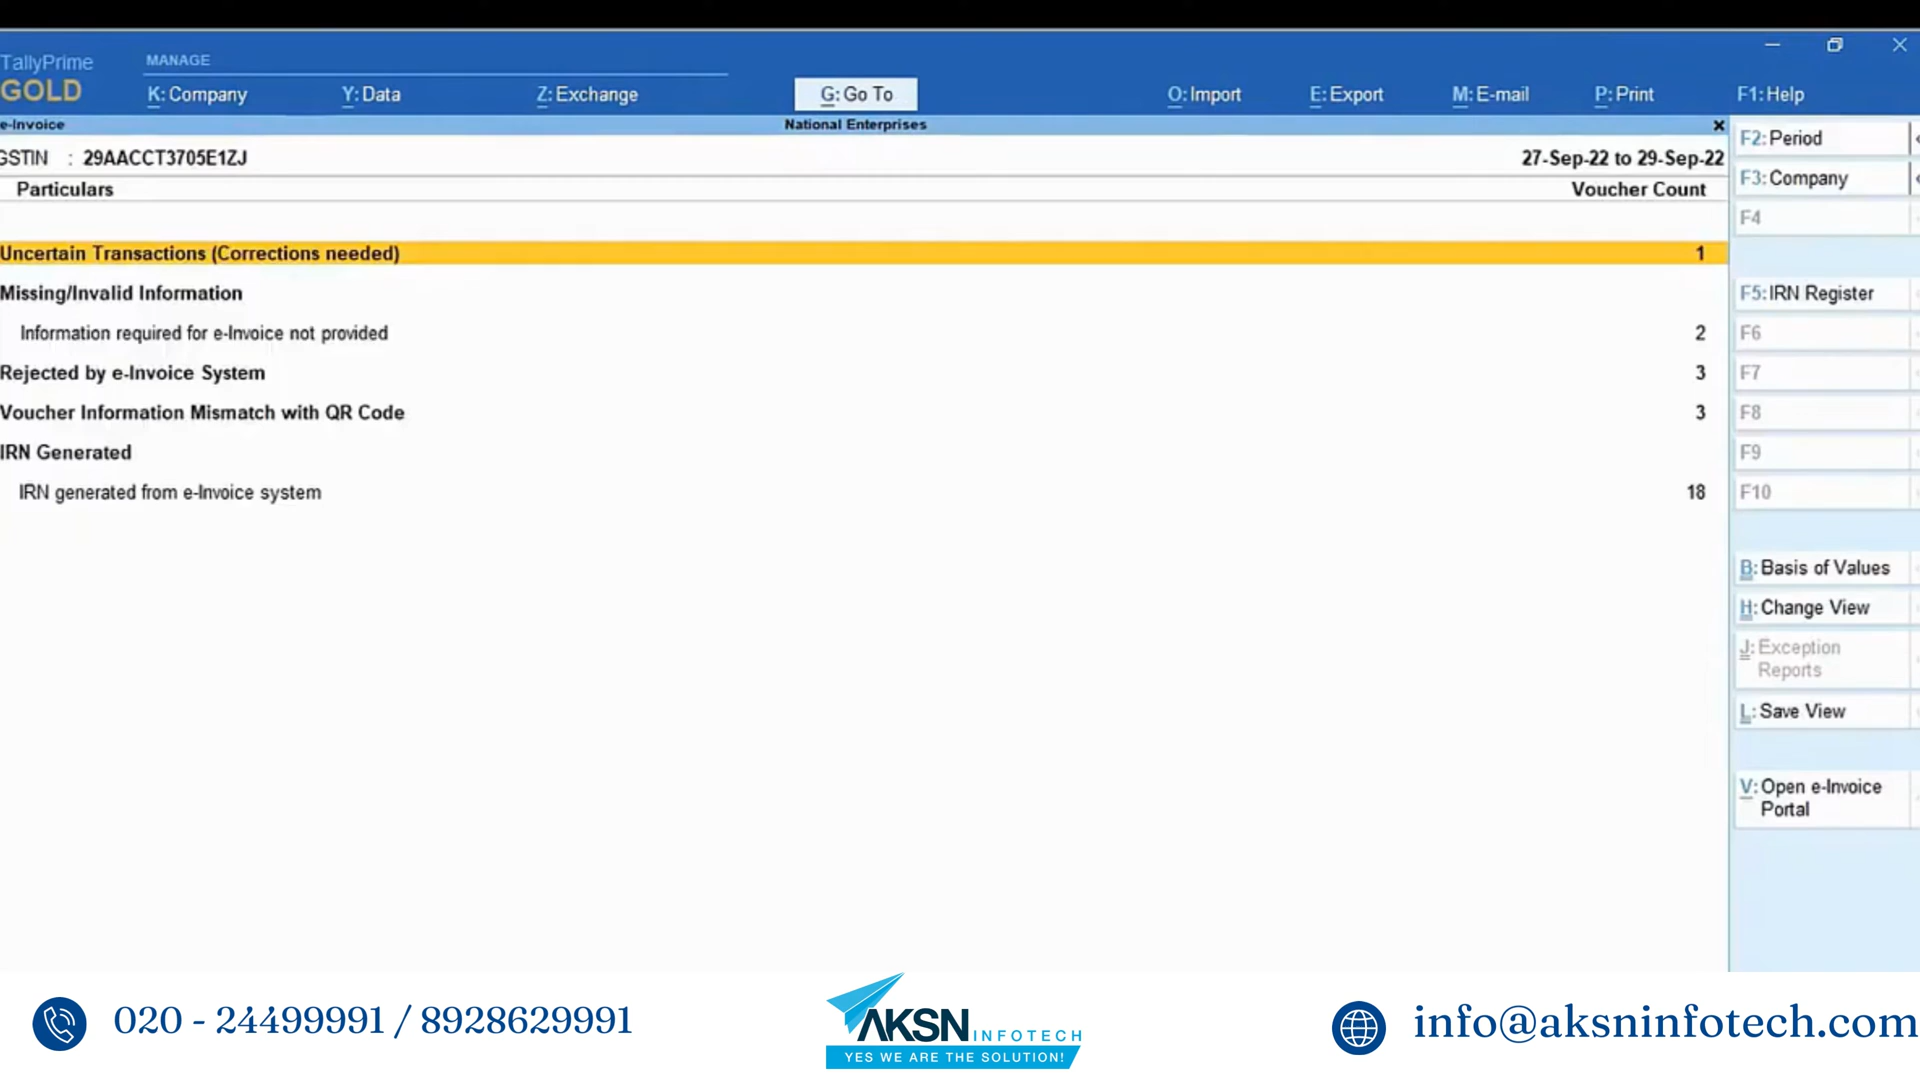 TallyPrime
GOLD
MANAGE
K: Company
Y: Data
Z: Exchange
G: Go To
O: Import
E: Export
M: E-mail
P: Print
F1: Help
e-Invoice
National Enterprises
GSTIN : 29AACCT3705E1ZJ
27-Sep-22 to 29-Sep-22
Particulars
Voucher Count
Uncertain Transactions (Corrections needed) 1
Missing/Invalid Information
Information required for e-Invoice not provided 2
Rejected by e-Invoice System 3
Voucher Information Mismatch with QR Code 3
IRN Generated
IRN generated from e-Invoice system 18
F2: Period
F3: Company
F4
F5: IRN Register
F6
F7
F8
F9
F10
B: Basis of Values
H: Change View
J: Exception
Reports
L: Save View
V: Open e-Invoice
Portal
020 - 24499991 / 8928629991
AKSN INFOTECH
YES WE ARE THE SOLUTION!
info@aksninfotech.com